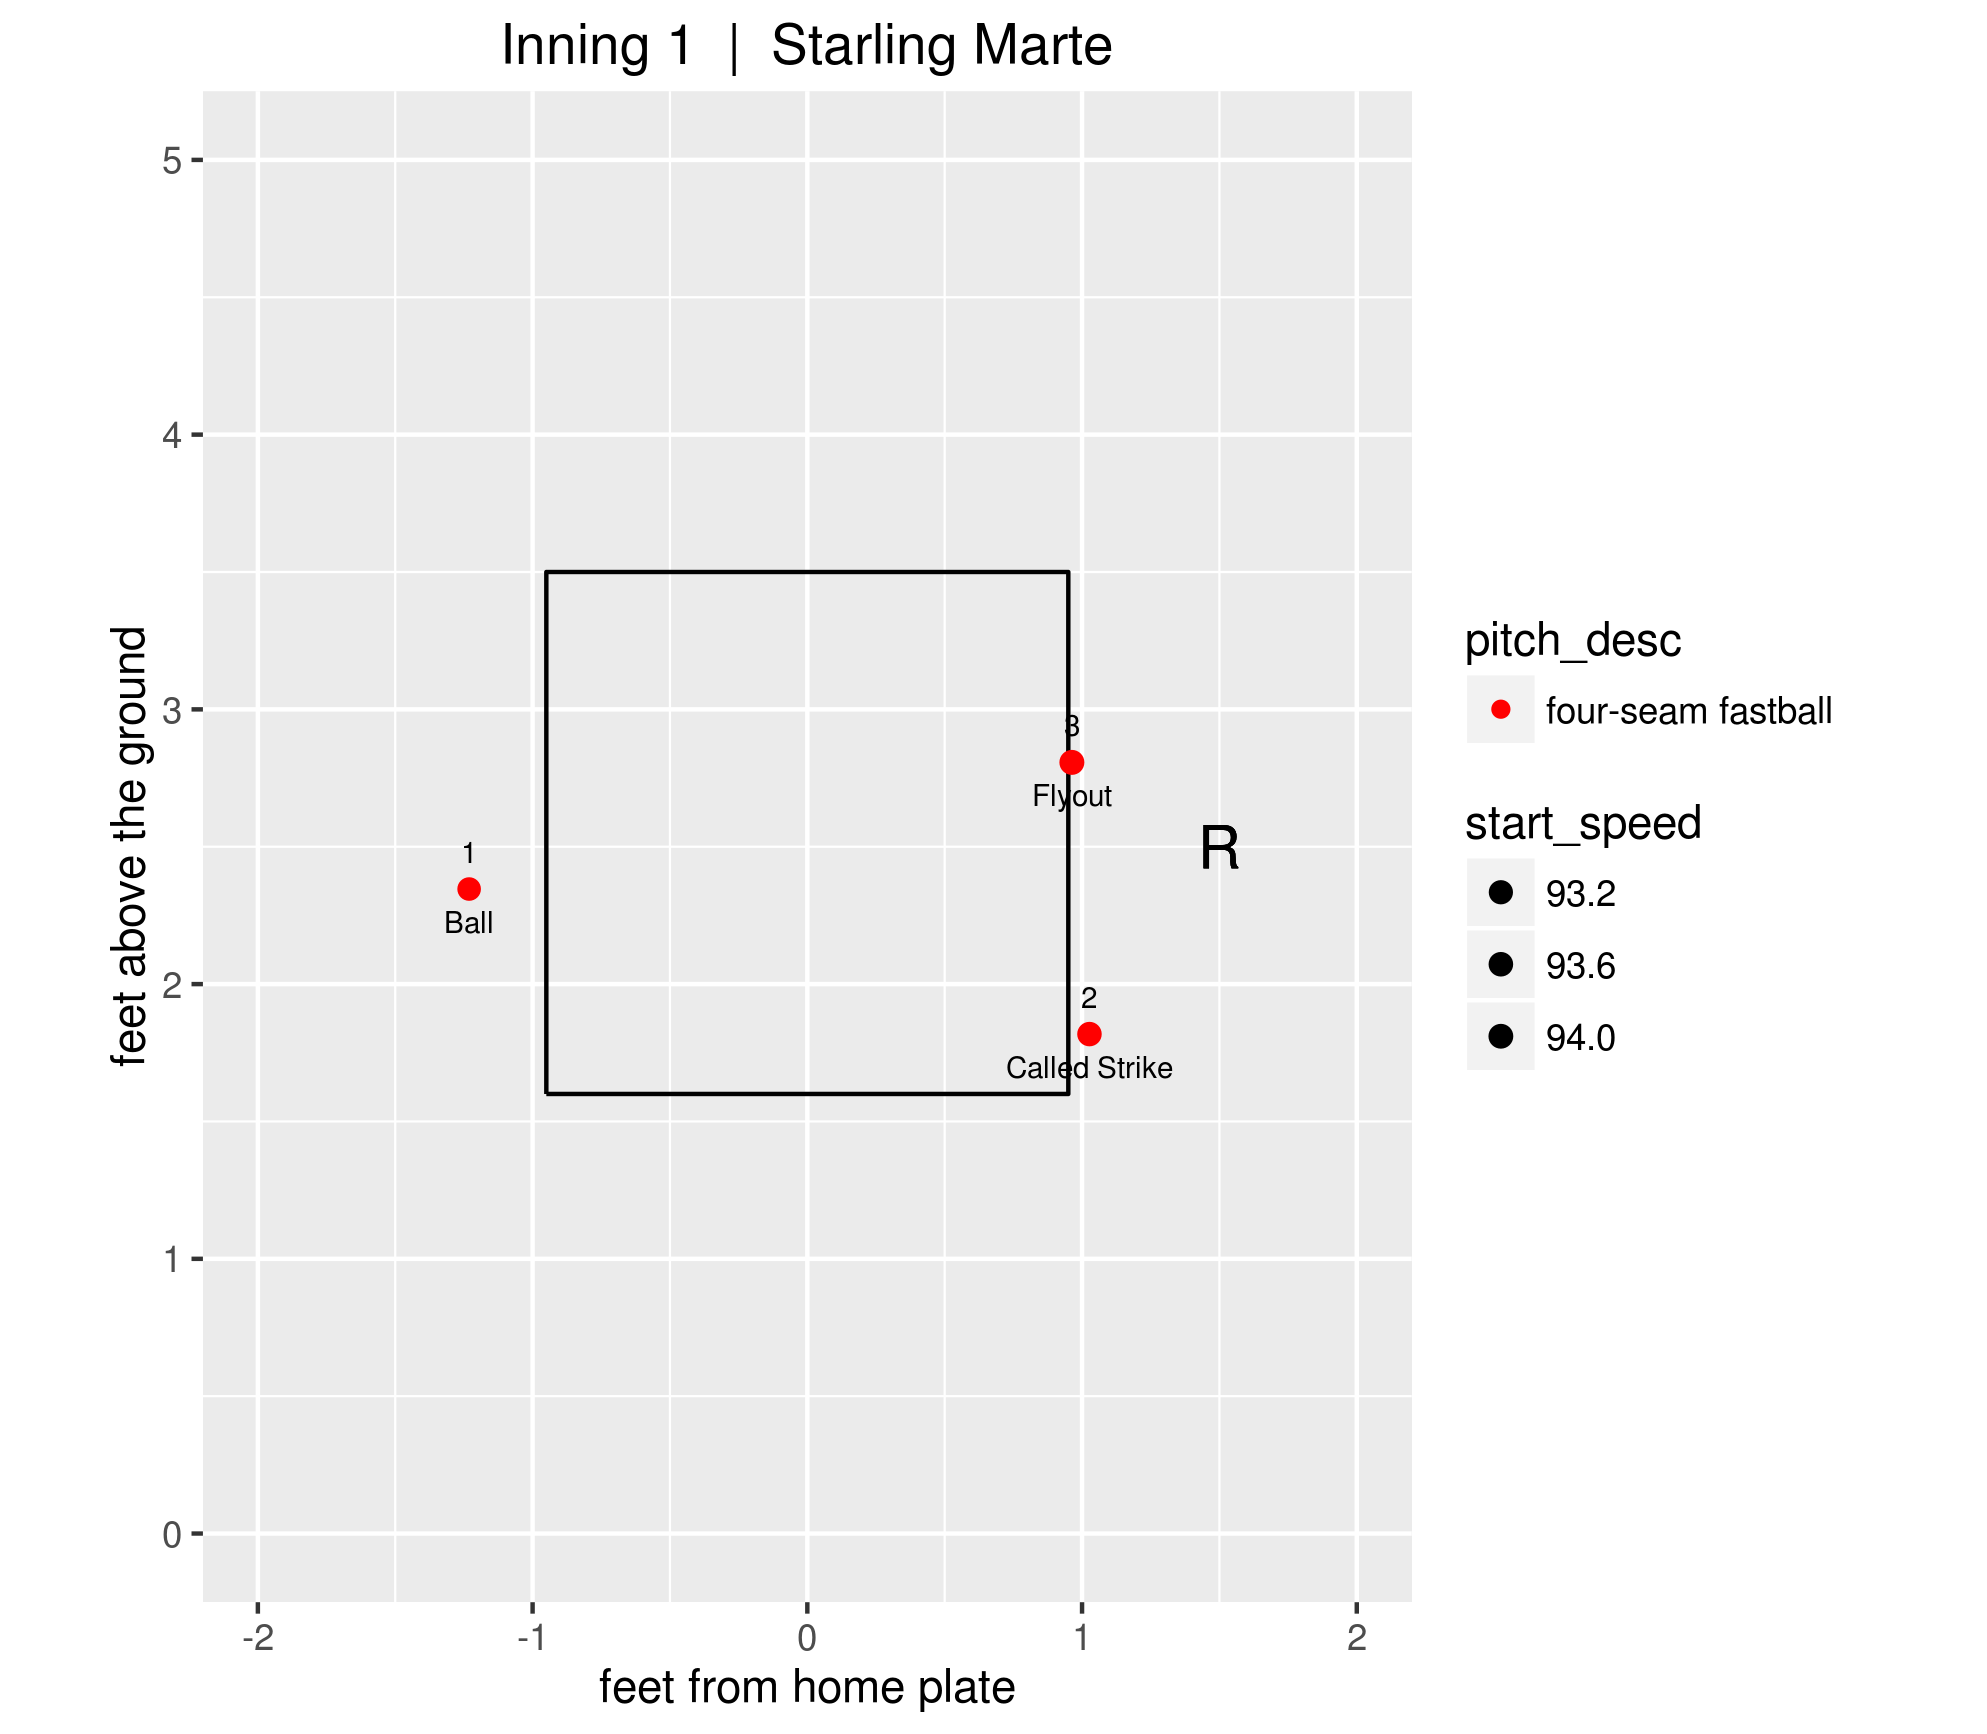 Inning 1 | Starling Marte
5
4
3
2
1
0
feet above the ground
3
Flyout
R
1
Ball
2
Called Strike
-2 -1 0 1 2
feet from home plate
pitch_desc
four-seam fastball
start_speed
93.2
93.6
94.0